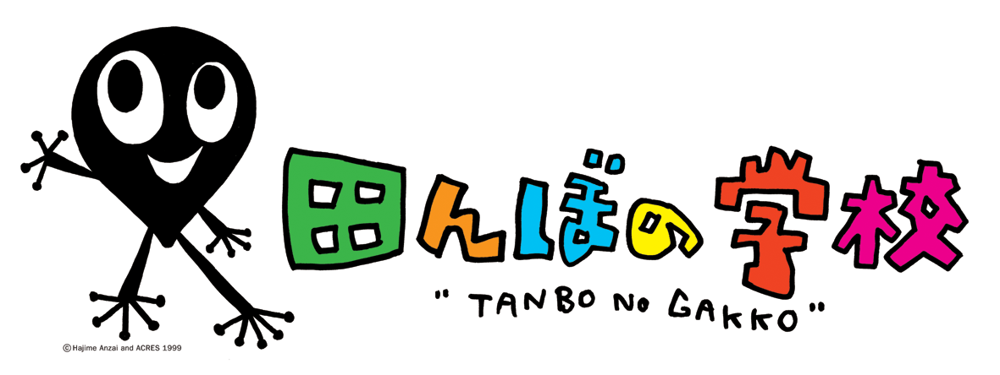 田んぼの学校
"TANBO NO GAKKO"
©Hajime Anzai and ACRES 1999